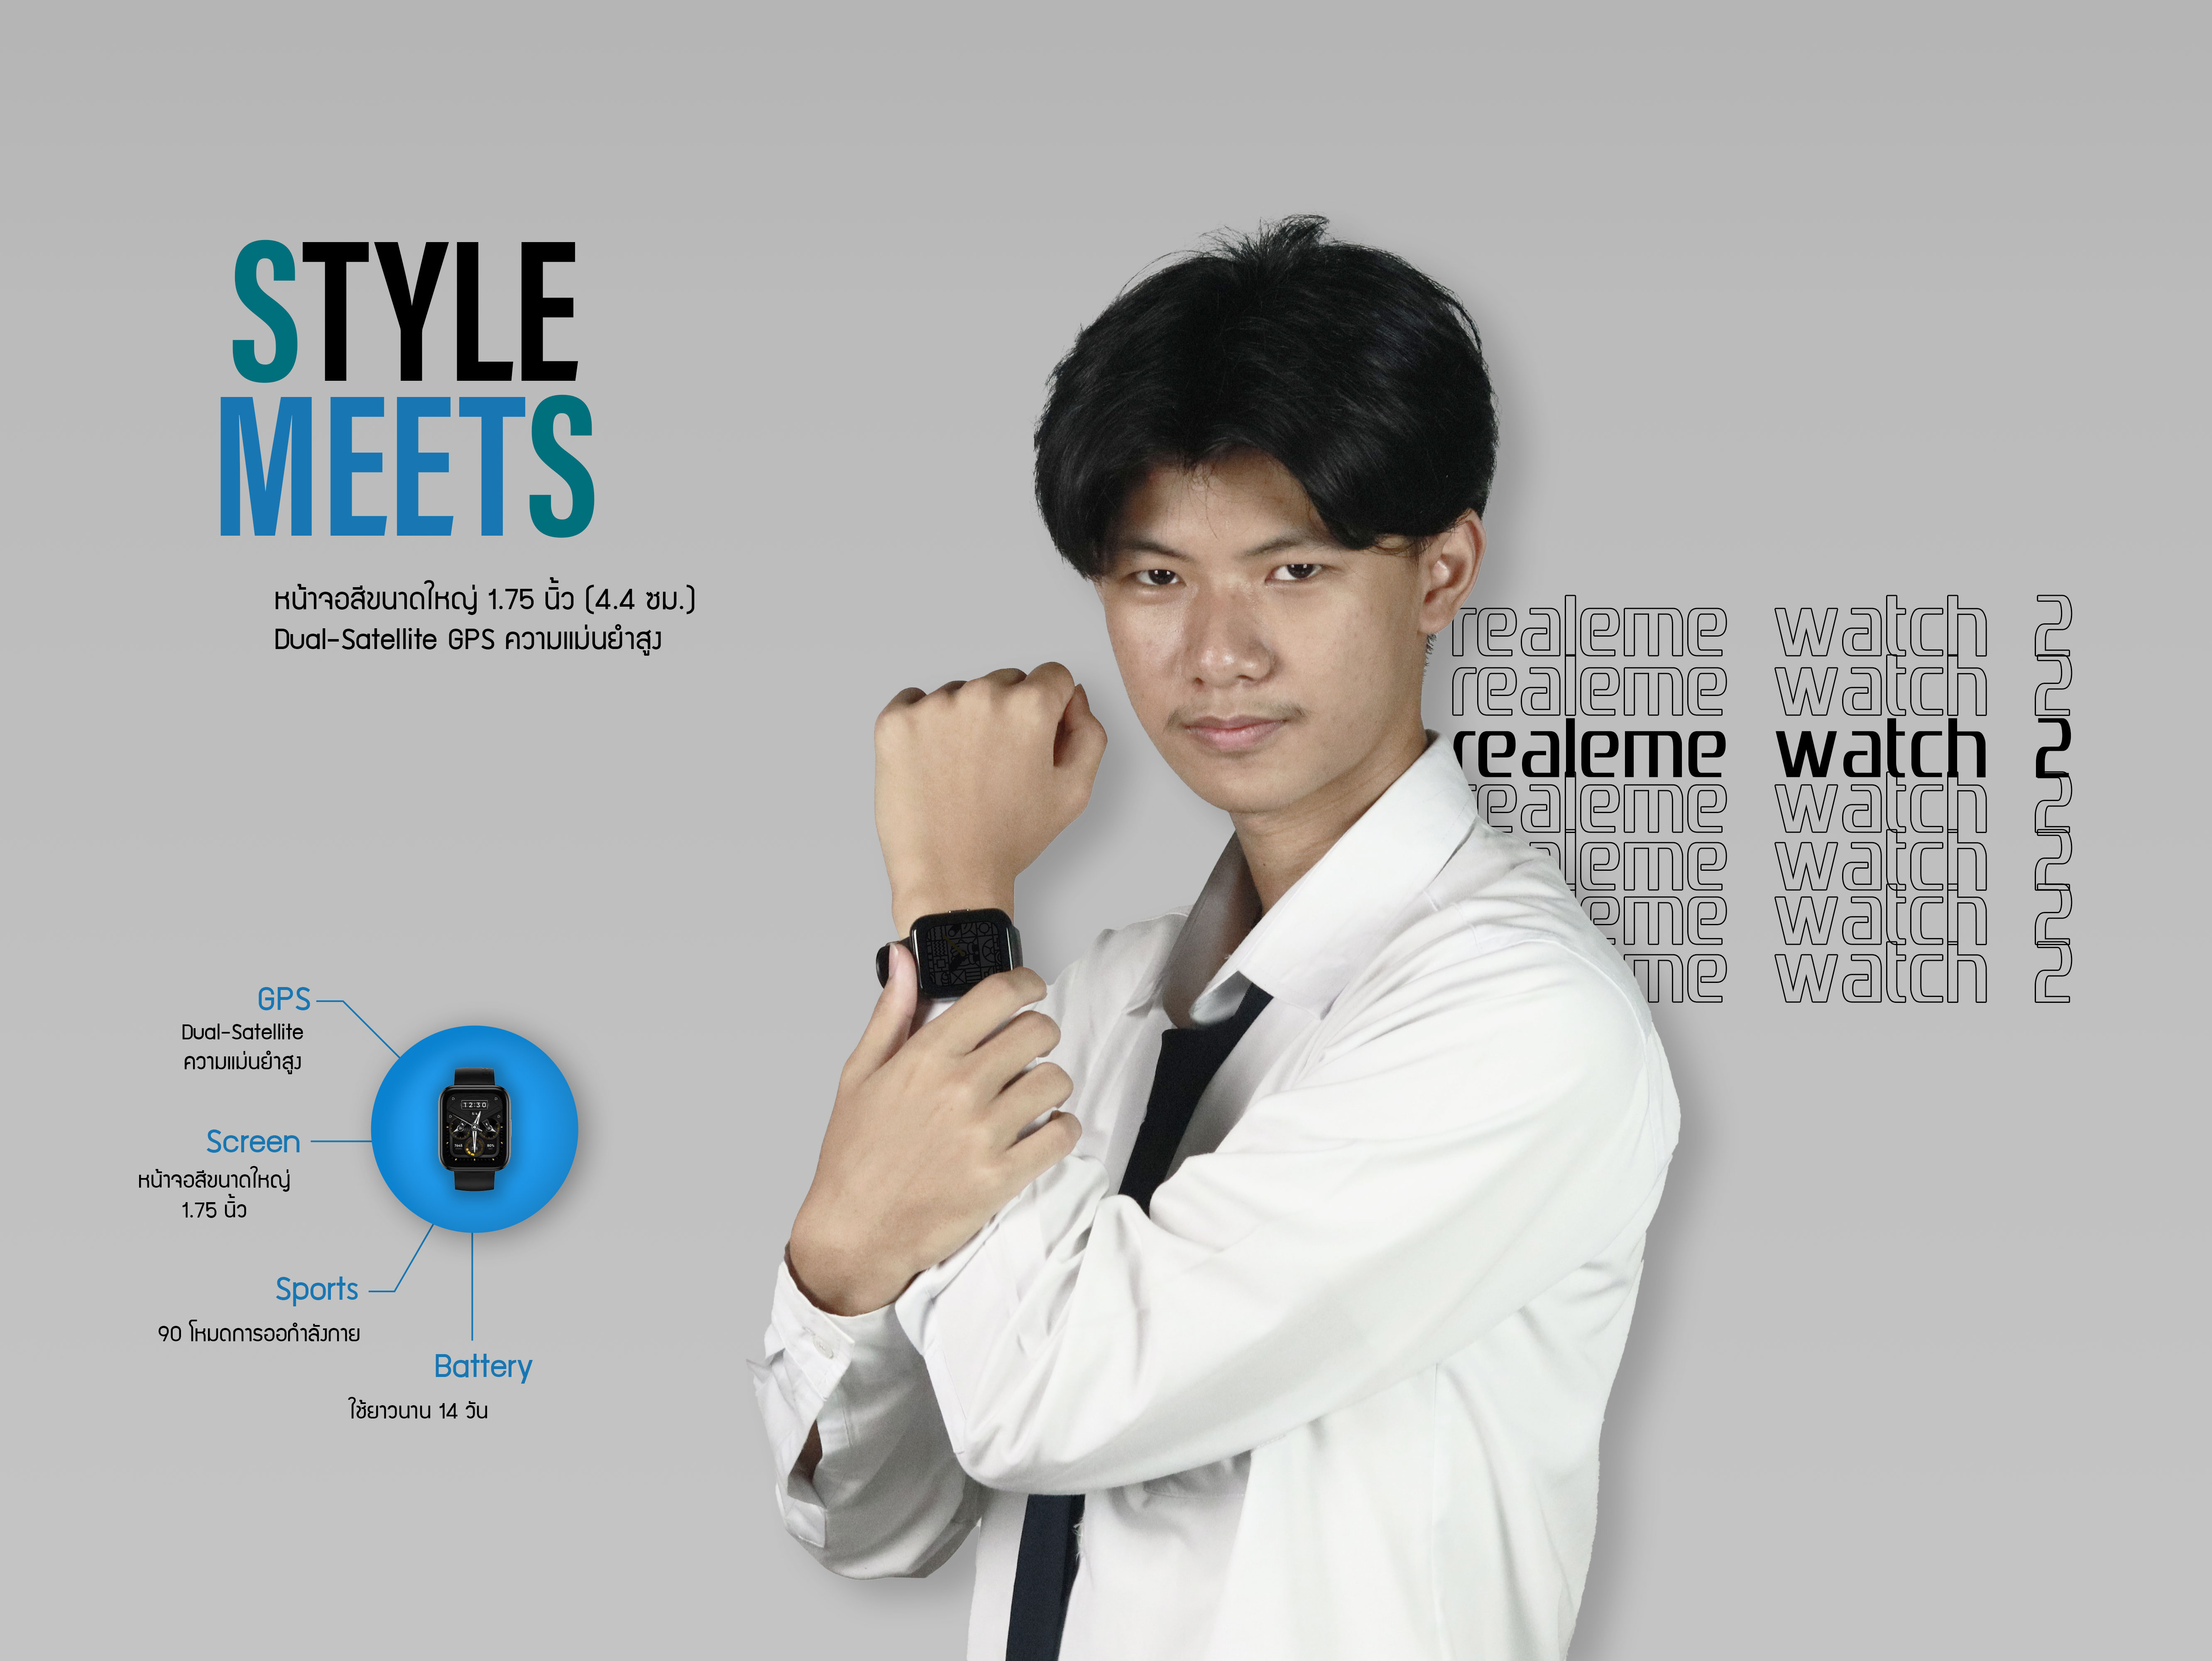 STYLE
MEETS
หน้าจอสีขนาดใหญ่ 1.75 นิ้ว (4.4 ซม.)
Dual-Satellite GPS ความแม่นยำสูง
realeme watch 2
realeme watch 2
realeme watch 2
realeme watch 2
aleme watch 2
eme watch 2
me watch 2
GPS
Dual-Satellite
ความแม่นยำสูง
Screen
หน้าจอสีขนาดใหญ่
1.75 นิ้ว
12:30
Sports
90 โหมดการออกำลังกาย
Battery
ใช้ยาวนาน 14 วัน